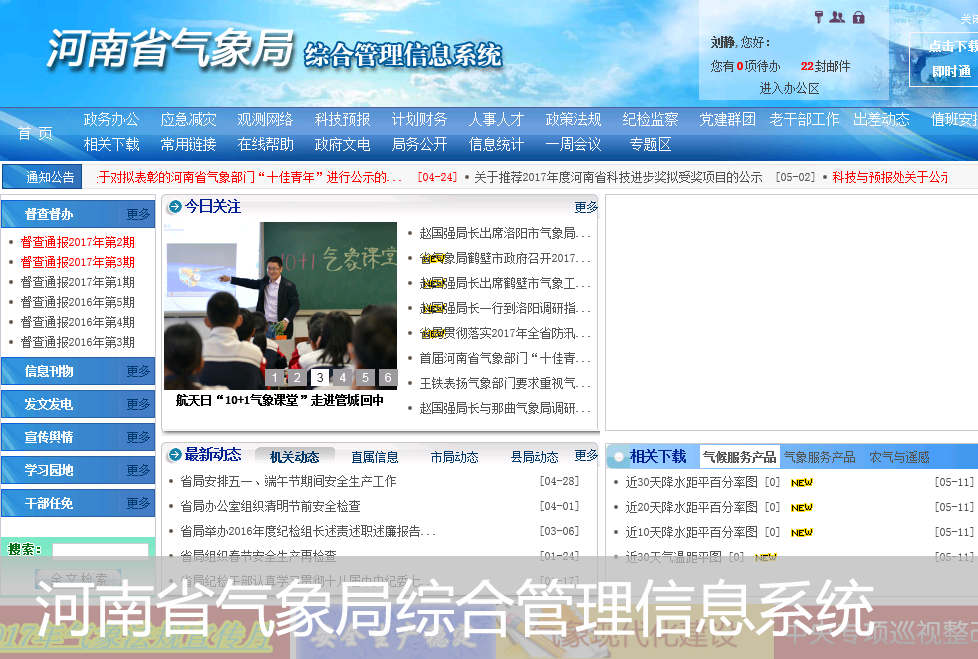 河南省气象局 综合管理信息系统
关闭
刘静,您好:
您有0项待办 22封邮件
进入办公区
点击下载
即时通
首 页
政务办公 应急减灾 观测网络 科技预报 计划财务 人事人才 政策法规 纪检监察 党建群团 老干部工作 出差动态 值班安排
相关下载 常用链接 在线帮助 政府文电 局务公开 信息统计 一周会议 专题区
通知公告
于对拟表彰的河南省气象部门“十佳青年”进行公示的... [04-24] • 关于推荐2017年度河南省科技进步奖拟受奖项目的公示 [05-02] • 科技与预报处关于公示
督查督办 更多
• 督查通报2017年第2期
• 督查通报2017年第3期
• 督查通报2017年第1期
• 督查通报2016年第5期
• 督查通报2016年第4期
• 督查通报2016年第3期
信息刊物 更多
发文发电 更多
宣传舆情 更多
学习园地 更多
干部任免 更多
搜索:
全文检索
今日关注 更多
10+1 气象课堂
1 2 3 4 5 6
航天日“10+1气象课堂”走进管城回中
• 赵国强局长出席洛阳市气象局...
• 省气象局鹤壁市政府召开2017...
• 赵国强局长出席鹤壁市气象工...
• 赵国强局长一行到洛阳调研指...
• 省局贯彻落实2017年全省防汛...
• 首届河南省气象部门“十佳青...
• 王铁表扬气象部门要求重视气...
• 赵国强局长与那曲气象局调研...
最新动态 机关动态 直属信息 市局动态 县局动态 更多
• 省局安排五一、端午节期间安全生产工作 [04-28]
• 省局办公室组织清明节前安全检查 [04-01]
• 省局举办2016年度纪检组长述责述职述廉报告... [03-06]
• 省局组织春节安全生产再检查 [01-24]
• 省局纪检干部认真学习贯彻十八届中央纪委七... [01-17]
相关下载 气候服务产品 气象服务产品 农气与遥感
• 近30天降水距平百分率图 [0] NEW [05-11]
• 近20天降水距平百分率图 [0] NEW [05-11]
• 近10天降水距平百分率图 [0] NEW [05-11]
• 近30天气温距平图 [0] NEW [05-11]
河南省气象局综合管理信息系统